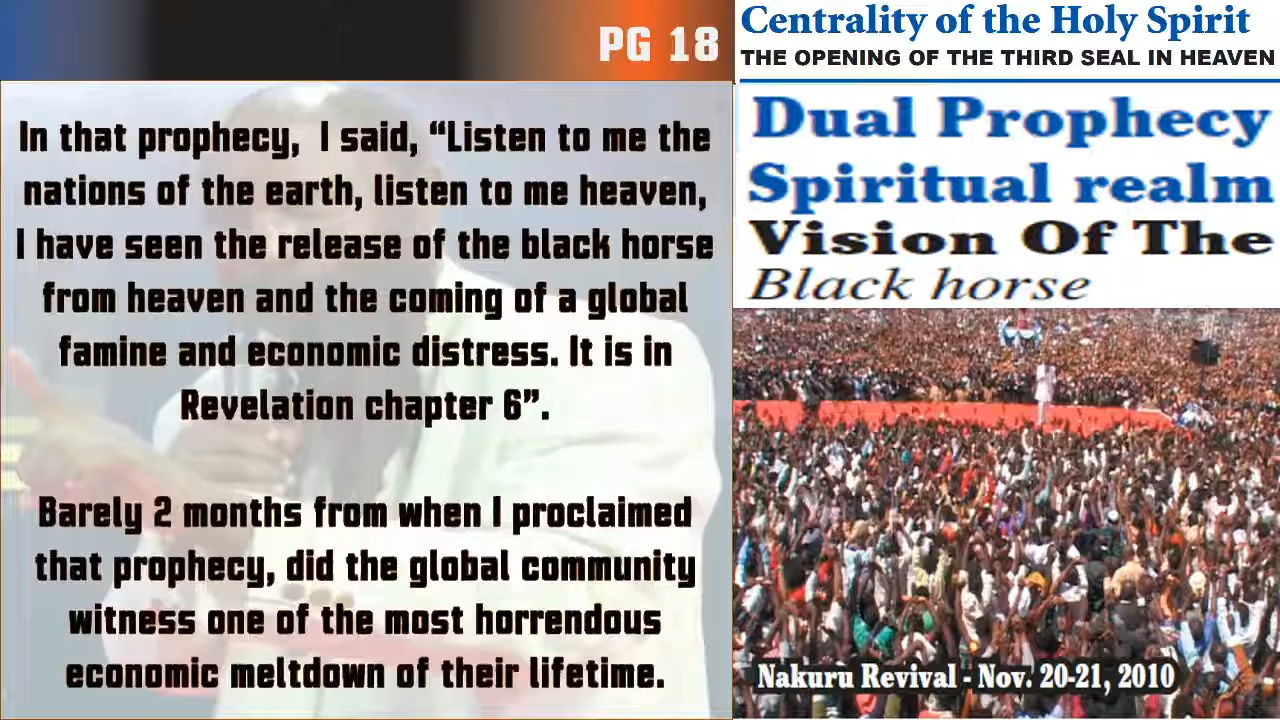 PG 18
In that prophecy, I said, “Listen to me the
nations of the earth, listen to me heaven,
I have seen the release of the black horse
from heaven and the coming of a global
famine and economic distress. It is in
Revelation chapter 6”.
Barely 2 months from when I proclaimed
that prophecy, did the global community
witness one of the most horrendous
economic meltdown of their lifetime.
Centrality of the Holy Spirit
THE OPENING OF THE THIRD SEAL IN HEAVEN
Dual Prophecy
Spiritual realm
Vision Of The
Black horse
Nakuru Revival - Nov. 20-21, 2010